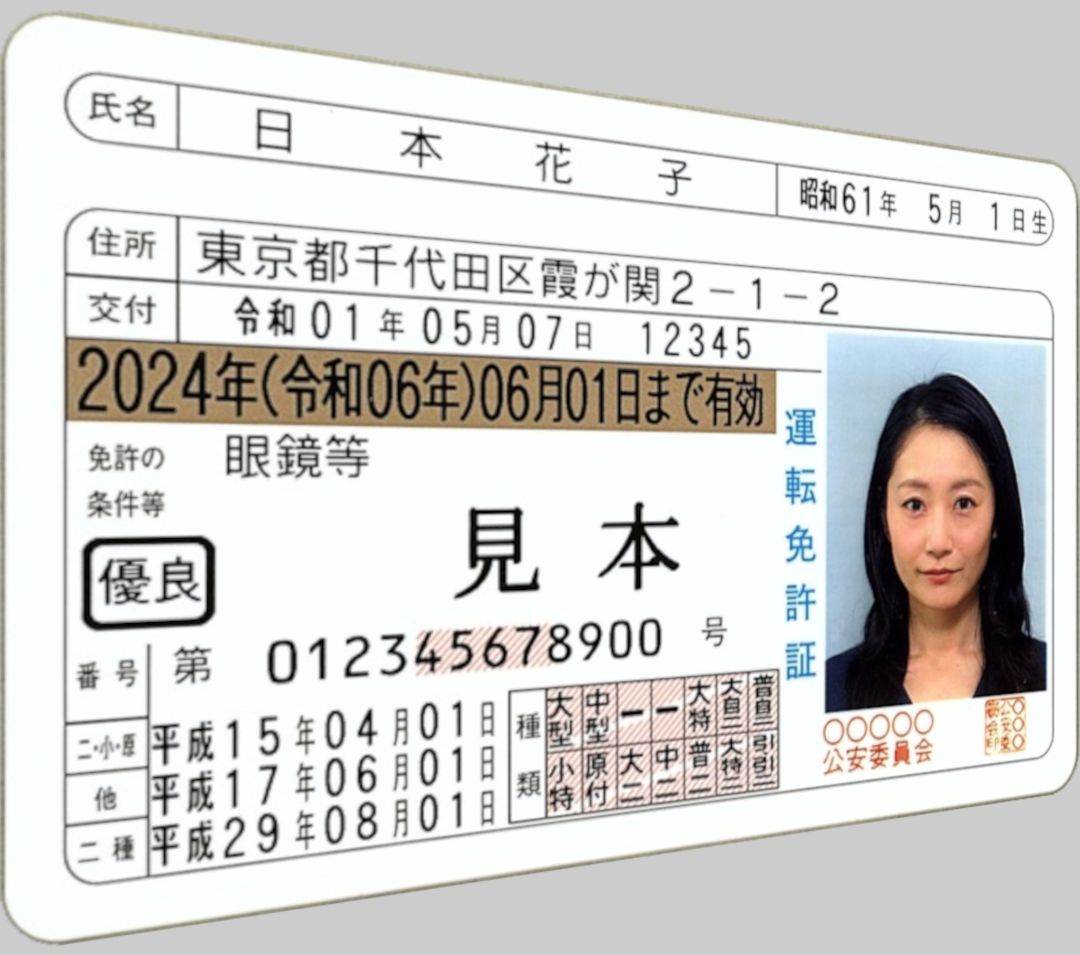 氏名 日本花子 昭和61年 5月 1日生
住所 東京都千代田区霞が関2-1-2
交付 令和01年05月07日 12345
2024年(令和06年)06月01日まで有効
免許の 眼鏡等
条件等
見本
優良
番号 第 012345678900 号
二・小・原 平成15年04月01日
他 平成17年06月01日
二種 平成29年08月01日
種類
大型 中型 ー ー 大特 大自二 普自二
小特 原付 大二 中二 普二 大特二 引引二
運転免許証
○○○○○
公安委員会